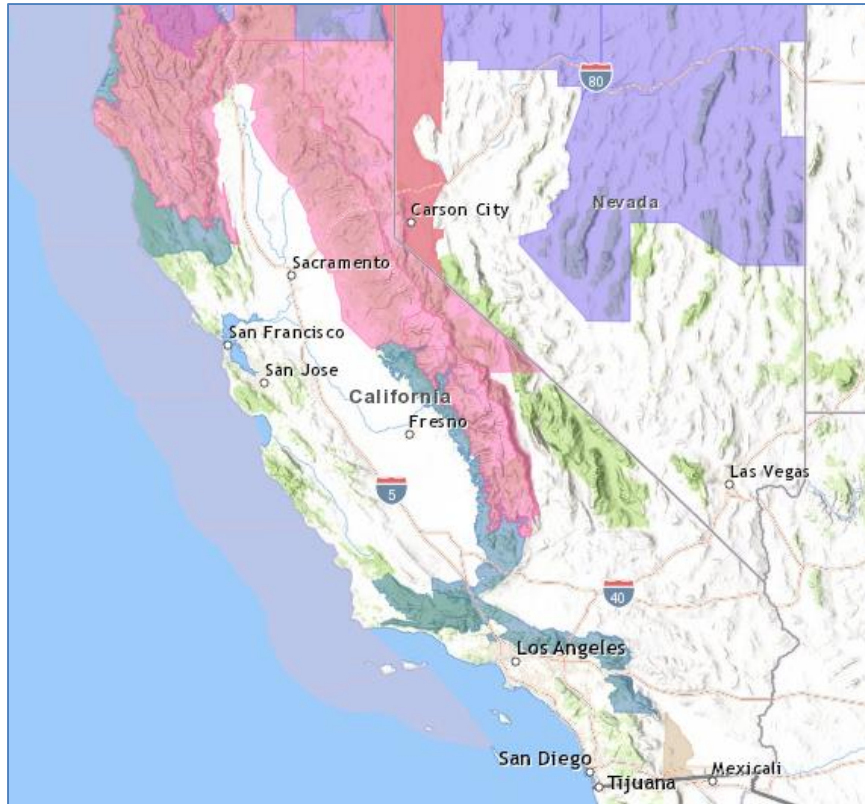 80
Carson City
Nevada
Sacramento
San Francisco
San Jose
California
Fresno
5
Las Vegas
40
Los Angeles
San Diego
Tijuana
Mexicali